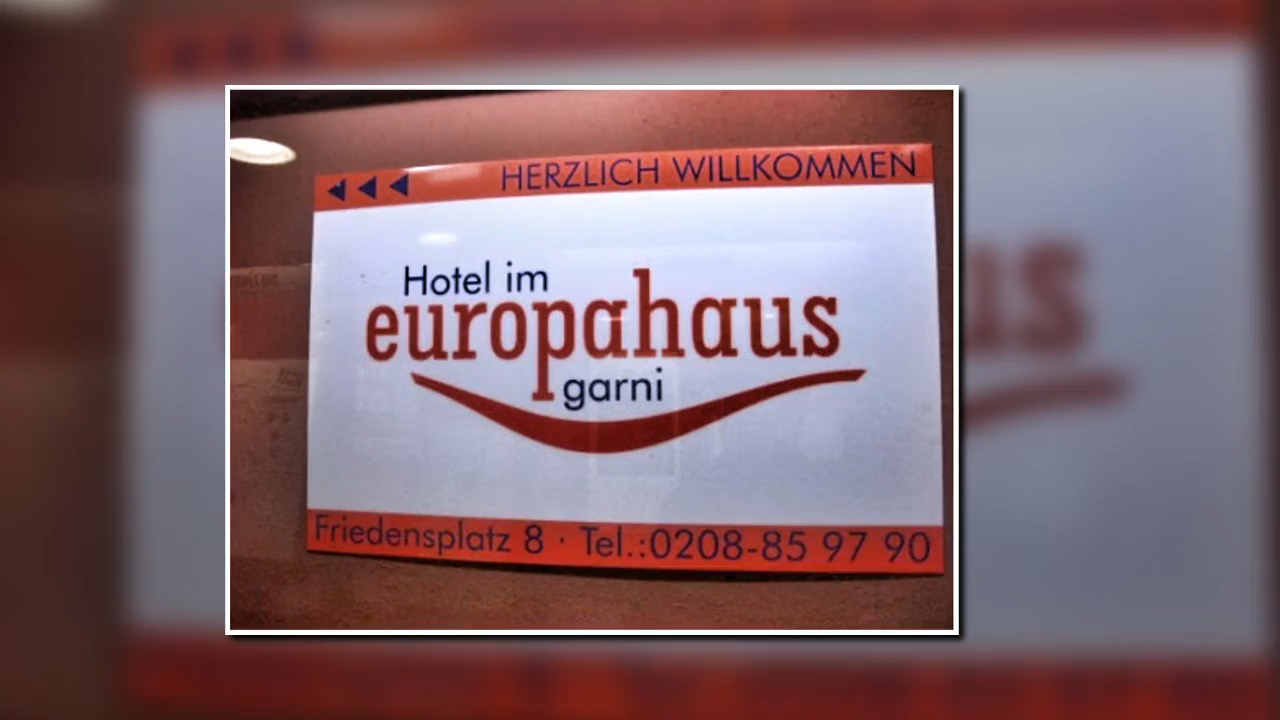 HERZLICH WILLKOMMEN
Hotel im
europahaus
garni
Friedensplatz 8 · Tel.:0208-85 97 90